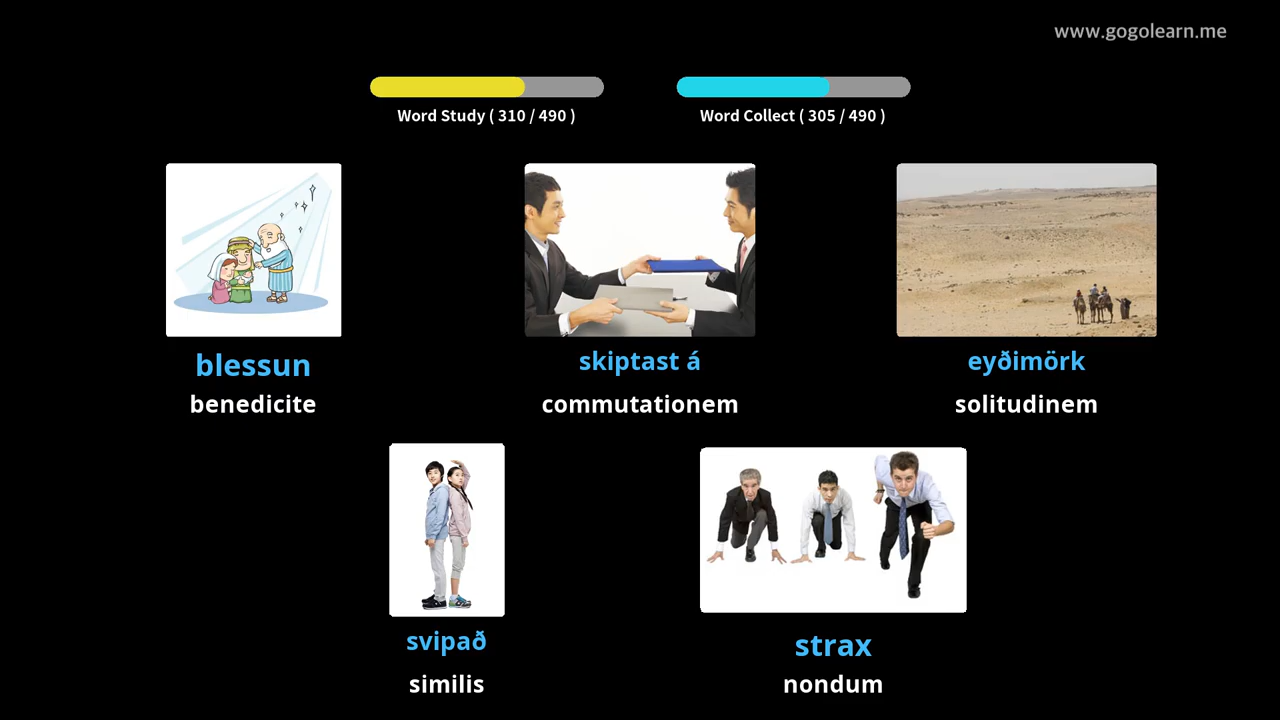 www.gogolearn.me
Word Study ( 310 / 490 )
Word Collect ( 305 / 490 )
blessun
benedicite
skiptast á
commutationem
eyðimörk
solitudinem
svipað
similis
strax
nondum